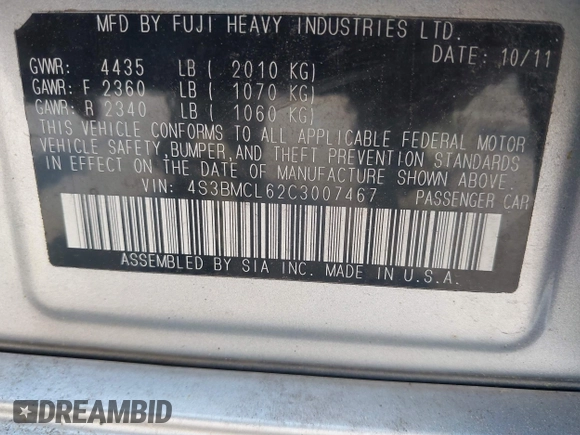 MFD BY FUJI HEAVY INDUSTRIES LTD.
DATE: 10/11
GVWR: 4435 LB ( 2010 KG)
GAWR: F 2360 LB ( 1070 KG)
GAWR: R 2340 LB ( 1060 KG)
THIS VEHICLE CONFORMS TO ALL APPLICABLE FEDERAL MOTOR
VEHICLE SAFETY,BUMPER,AND THEFT PREVENTION STANDARDS
IN EFFECT ON THE DATE OF MANUFACTURE SHOWN ABOVE.
VIN: 4S3BMCL62C3007467 PASSENGER CAR
ASSEMBLED BY SIA INC. MADE IN U.S.A.
DREAMBID